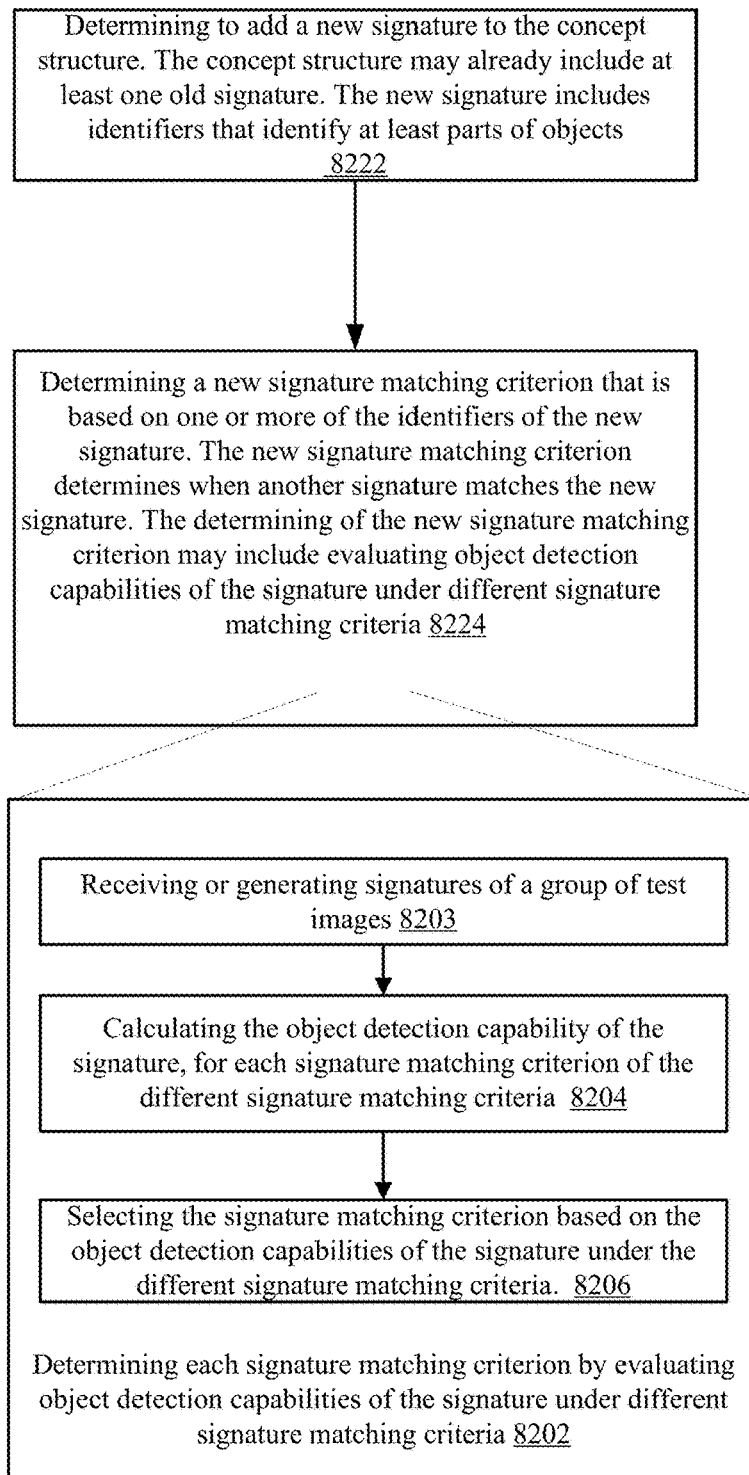 Determining to add a new signature to the concept
structure. The concept structure may already include at
least one old signature. The new signature includes
identifiers that identify at least parts of objects
8222
Determining a new signature matching criterion that is
based on one or more of the identifiers of the new
signature. The new signature matching criterion
determines when another signature matches the new
signature. The determining of the new signature matching
criterion may include evaluating object detection
capabilities of the signature under different signature
matching criteria 8224
Receiving or generating signatures of a group of test
images 8203
Calculating the object detection capability of the
signature, for each signature matching criterion of the
different signature matching criteria 8204
Selecting the signature matching criterion based on the
object detection capabilities of the signature under the
different signature matching criteria. 8206
Determining each signature matching criterion by evaluating
object detection capabilities of the signature under different
signature matching criteria 8202